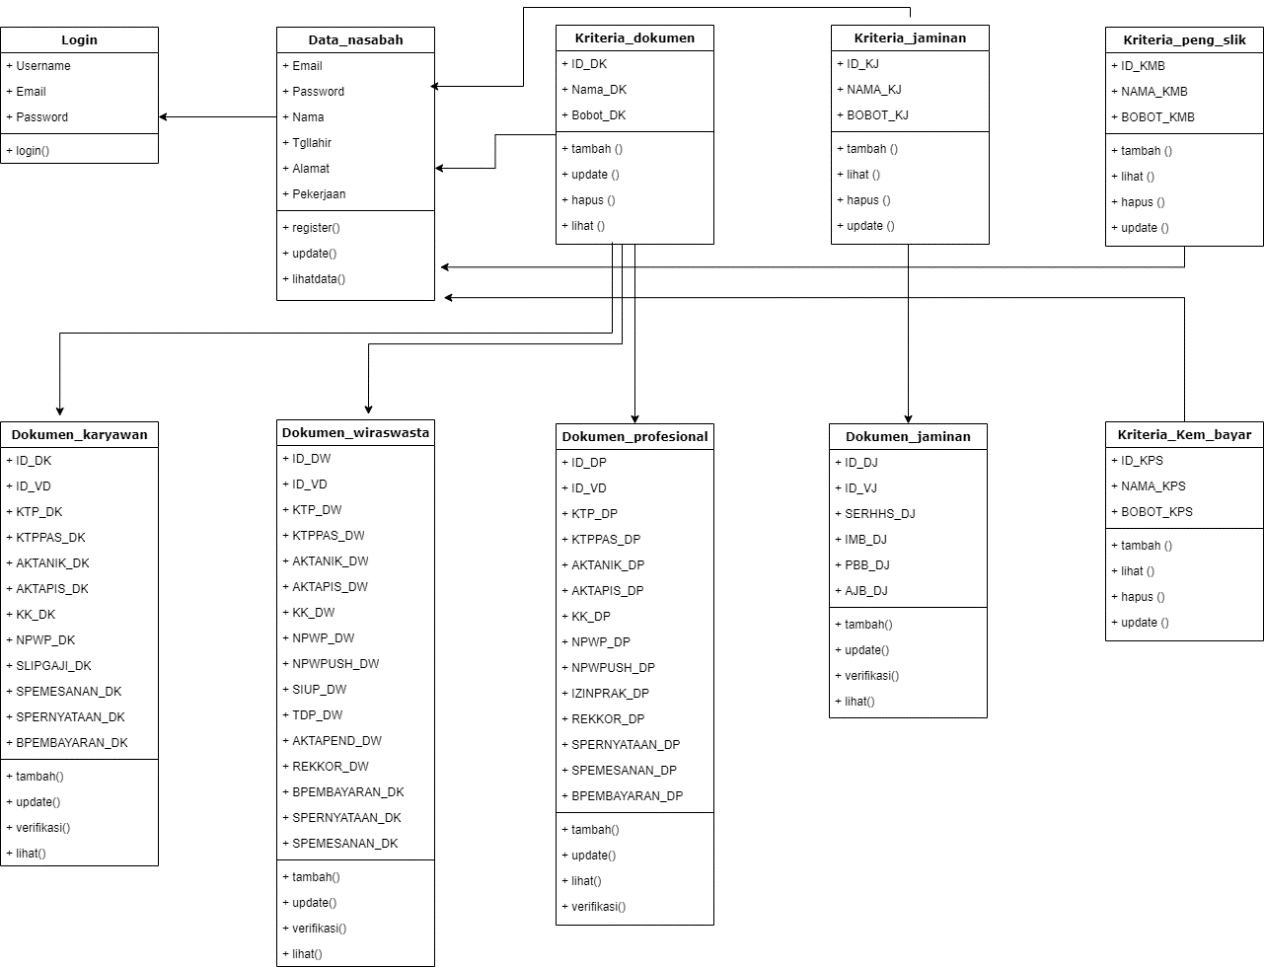 Login
+ Username
+ Email
+ Password
+ login()
Data_nasabah
+ Email
+ Password
+ Nama
+ Tgllahir
+ Alamat
+ Pekerjaan
+ register()
+ update()
+ lihatdata()
Kriteria_dokumen
+ ID_DK
+ Nama_DK
+ Bobot_DK
+ tambah ()
+ update ()
+ hapus ()
+ lihat ()
Kriteria_jaminan
+ ID_KJ
+ NAMA_KJ
+ BOBOT_KJ
+ tambah ()
+ lihat ()
+ hapus ()
+ update ()
Kriteria_peng_slik
+ ID_KMB
+ NAMA_KMB
+ BOBOT_KMB
+ tambah ()
+ lihat ()
+ hapus ()
+ update ()
Dokumen_karyawan
+ ID_DK
+ ID_VD
+ KTP_DK
+ KTPPAS_DK
+ AKTANIK_DK
+ AKTAPIS_DK
+ KK_DK
+ NPWP_DK
+ SLIPGAJI_DK
+ SPEMESANAN_DK
+ SPERNYATAAN_DK
+ BPEMBAYARAN_DK
+ tambah()
+ update()
+ verifikasi()
+ lihat()
Dokumen_wiraswasta
+ ID_DW
+ ID_VD
+ KTP_DW
+ KTPPAS_DW
+ AKTANIK_DW
+ AKTAPIS_DW
+ KK_DW
+ NPWP_DW
+ NPWPUSH_DW
+ SIUP_DW
+ TDP_DW
+ AKTAPEND_DW
+ REKKOR_DW
+ BPEMBAYARAN_DK
+ SPERNYATAAN_DK
+ SPEMESANAN_DK
+ tambah()
+ update()
+ verifikasi()
+ lihat()
Dokumen_profesional
+ ID_DP
+ ID_VD
+ KTP_DP
+ KTPPAS_DP
+ AKTANIK_DP
+ AKTAPIS_DP
+ KK_DP
+ NPWP_DP
+ NPWPUSH_DP
+ IZINPRAK_DP
+ REKKOR_DP
+ SPERNYATAAN_DP
+ SPEMESANAN_DP
+ BPEMBAYARAN_DP
+ tambah()
+ update()
+ lihat()
+ verifikasi()
Dokumen_jaminan
+ ID_DJ
+ ID_VJ
+ SERHHS_DJ
+ IMB_DJ
+ PBB_DJ
+ AJB_DJ
+ tambah()
+ update()
+ verifikasi()
+ lihat()
Kriteria_Kem_bayar
+ ID_KPS
+ NAMA_KPS
+ BOBOT_KPS
+ tambah ()
+ lihat ()
+ hapus ()
+ update ()